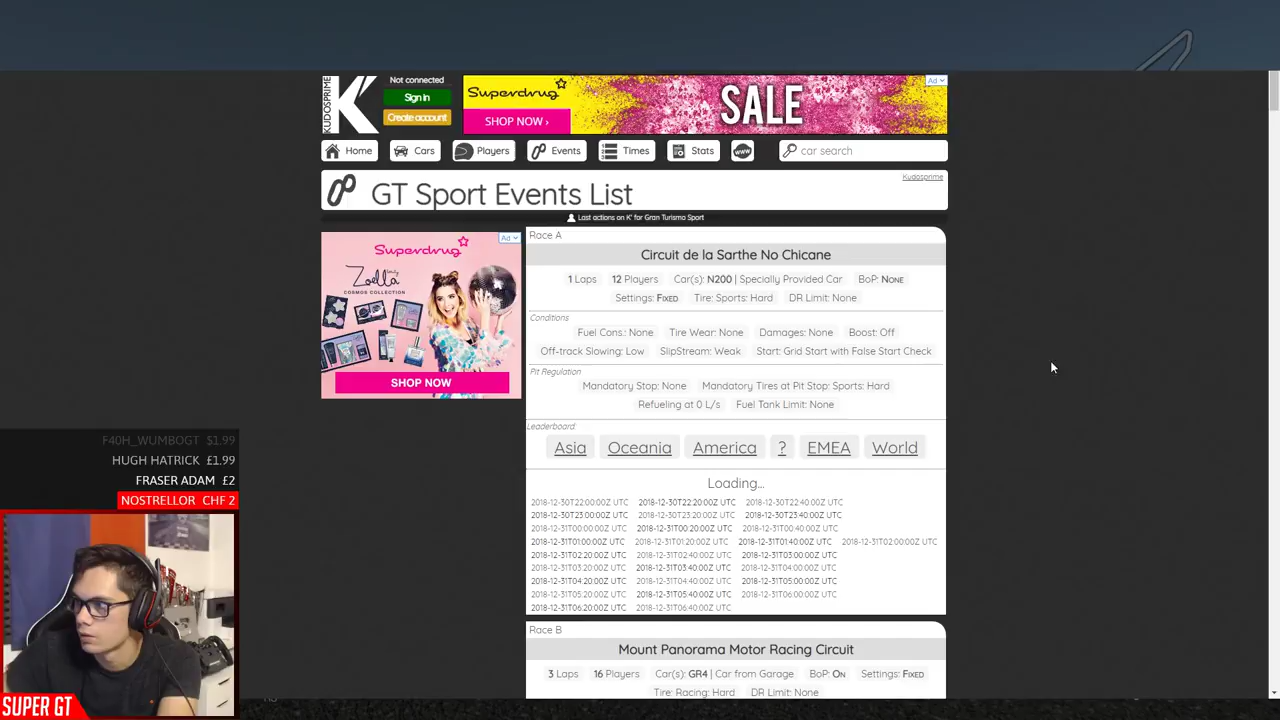 KUDOSPRIME
Not connected
Sign in
Create account
Superdrug
SHOP NOW ›
SALE
Ad
Home
Cars
Players
Events
Times
Stats
WWW
car search
GT Sport Events List
Kudosprime
Last actions on K' for Gran Turismo Sport
Superdrug
Ad
Zoella
COSMOS COLLECTION
SHOP NOW
Race A
Circuit de la Sarthe No Chicane
1 Laps 12 Players Car(s): N200 | Specially Provided Car BoP: NONE
Settings: FIXED Tire: Sports: Hard DR Limit: None
Conditions
Fuel Cons.: None Tire Wear: None Damages: None Boost: Off
Off-track Slowing: Low SlipStream: Weak Start: Grid Start with False Start Check
Pit Regulation
Mandatory Stop: None Mandatory Tires at Pit Stop: Sports: Hard
Refueling at 0 L/s Fuel Tank Limit: None
Leaderboard:
Asia Oceania America ? EMEA World
Loading...
2018-12-30T22:00:00Z UTC 2018-12-30T22:20:00Z UTC 2018-12-30T22:40:00Z UTC
2018-12-30T23:00:00Z UTC 2018-12-30T23:20:00Z UTC 2018-12-30T23:40:00Z UTC
2018-12-31T00:00:00Z UTC 2018-12-31T00:20:00Z UTC 2018-12-31T00:40:00Z UTC
2018-12-31T01:00:00Z UTC 2018-12-31T01:20:00Z UTC 2018-12-31T01:40:00Z UTC 2018-12-31T02:00:00Z UTC
2018-12-31T02:20:00Z UTC 2018-12-31T02:40:00Z UTC 2018-12-31T03:00:00Z UTC
2018-12-31T03:20:00Z UTC 2018-12-31T03:40:00Z UTC 2018-12-31T04:00:00Z UTC
2018-12-31T04:20:00Z UTC 2018-12-31T04:40:00Z UTC 2018-12-31T05:00:00Z UTC
2018-12-31T05:20:00Z UTC 2018-12-31T05:40:00Z UTC 2018-12-31T06:00:00Z UTC
2018-12-31T06:20:00Z UTC 2018-12-31T06:40:00Z UTC
Race B
Mount Panorama Motor Racing Circuit
3 Laps 16 Players Car(s): GR4 | Car from Garage BoP: ON Settings: FIXED
Tire: Racing: Hard DR Limit: None
F40H_WUMBOGT $1.99
HUGH HATRICK £1.99
FRASER ADAM £2
NOSTRELLOR CHF 2
SUPER GT